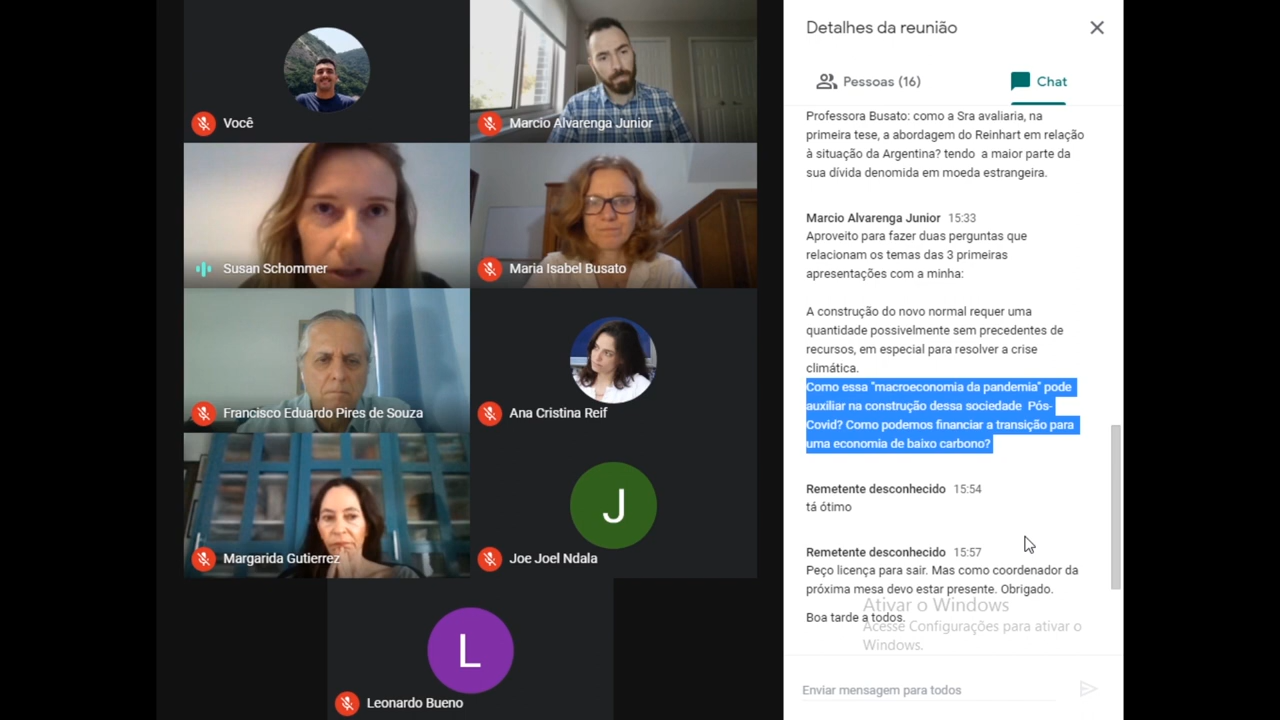 Você
Marcio Alvarenga Junior
Susan Schommer
Maria Isabel Busato
Francisco Eduardo Pires de Souza
Ana Cristina Reif
Margarida Gutierrez
J
Joe Joel Ndala
L
Leonardo Bueno
Detalhes da reunião
Pessoas (16)
Chat
Professora Busato: como a Sra avaliaria, na
primeira tese, a abordagem do Reinhart em relação
à situação da Argentina? tendo a maior parte da
sua dívida denomida em moeda estrangeira.
Marcio Alvarenga Junior 15:33
Aproveito para fazer duas perguntas que
relacionam os temas das 3 primeiras
apresentações com a minha:
A construção do novo normal requer uma
quantidade possivelmente sem precedentes de
recursos, em especial para resolver a crise
climática.
Como essa "macroeconomia da pandemia" pode
auxiliar na construção dessa sociedade Pós-
Covid? Como podemos financiar a transição para
uma economia de baixo carbono?
Remetente desconhecido 15:54
tá ótimo
Remetente desconhecido 15:57
Peço licença para sair. Mas como coordenador da
próxima mesa devo estar presente. Obrigado.
Boa tarde a todos.
Ativar o Windows
Acesse Configurações para ativar o
Windows.
Enviar mensagem para todos